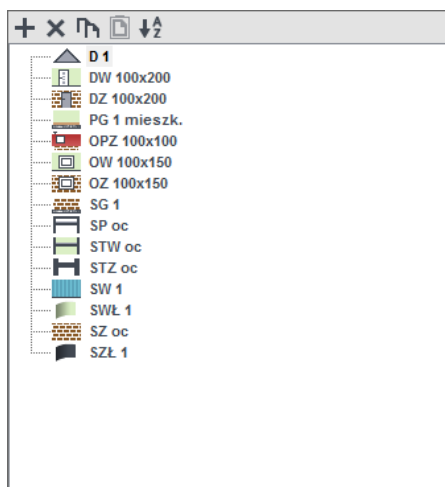 A
Z
D 1
DW 100x200
DZ 100x200
PG 1 mieszk.
OPZ 100x100
OW 100x150
OZ 100x150
SG 1
SP oc
STW oc
STZ oc
SW 1
SWŁ 1
SZ oc
SZŁ 1